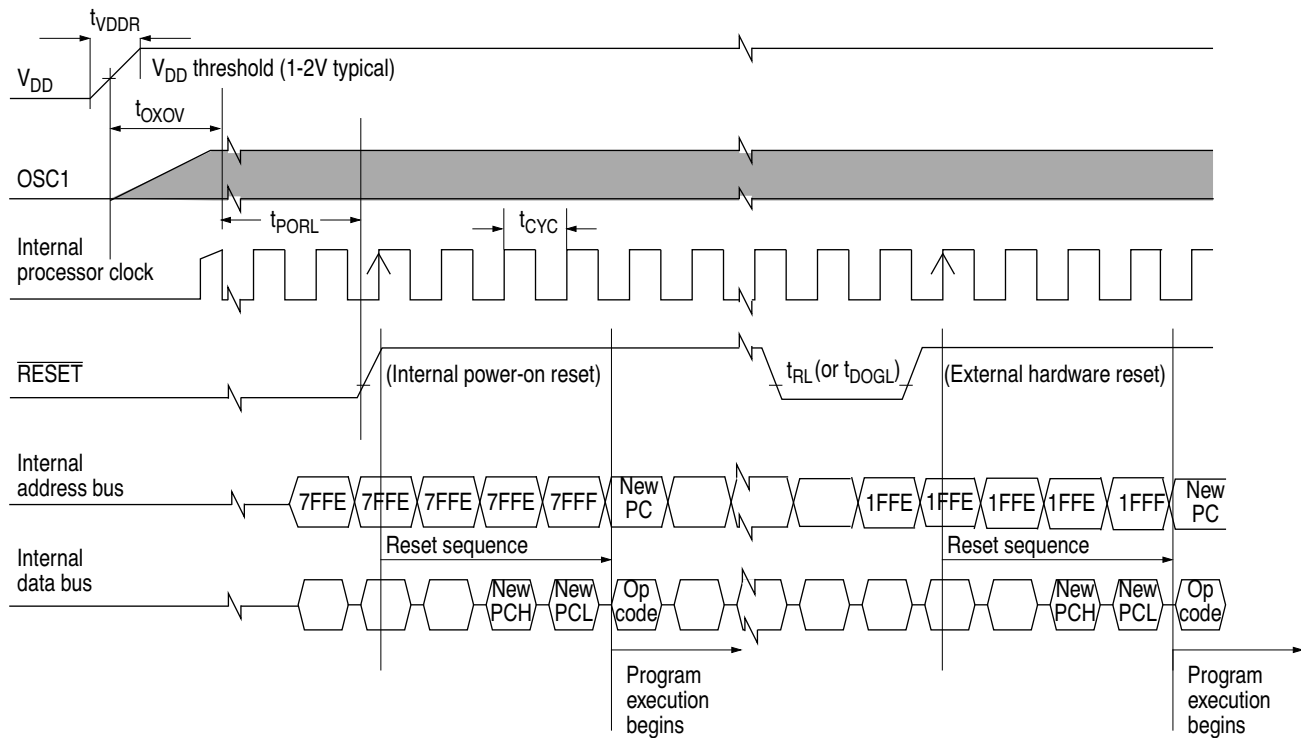 tVDDR
VDD
VDD threshold (1-2V typical)
tOXOV
OSC1
tPORL
tCYC
Internal
processor clock
RESET
(Internal power-on reset)
tRL (or tDOGL)
(External hardware reset)
Internal
address bus
7FFE 7FFE 7FFE 7FFE 7FFF New PC 1FFE 1FFE 1FFE 1FFE 1FFF New PC
Reset sequence Reset sequence
Internal
data bus
New PCH New PCL Op code New PCH New PCL Op code
Program
execution
begins
Program
execution
begins